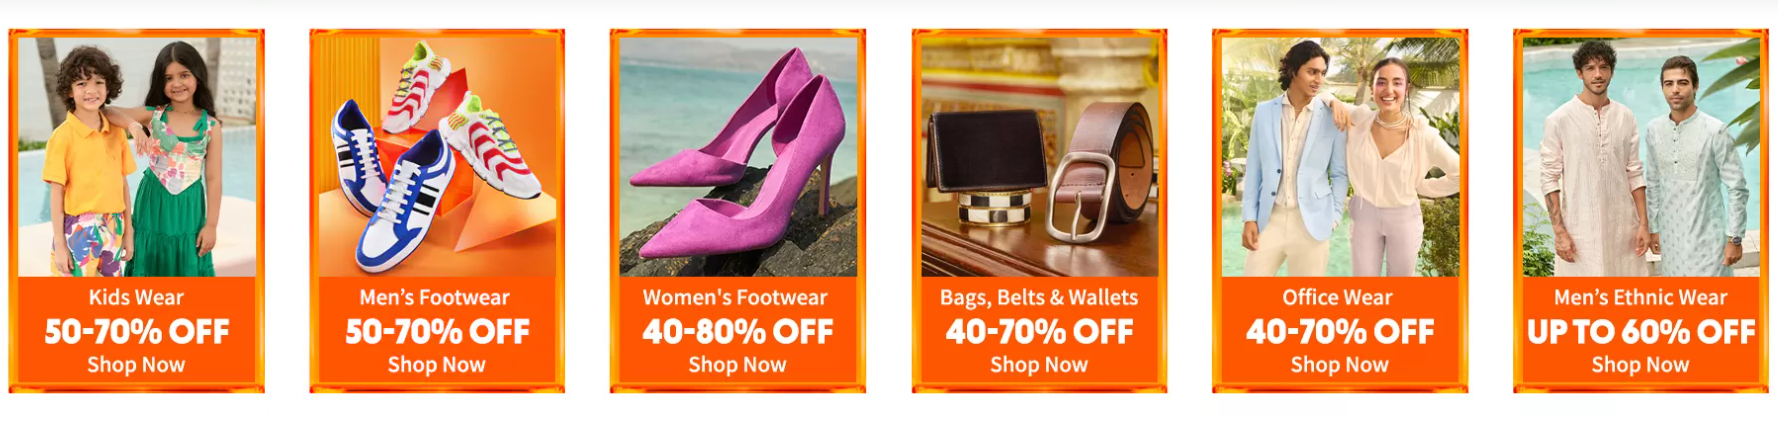 Kids Wear
50-70% OFF
Shop Now
Men’s Footwear
50-70% OFF
Shop Now
Women's Footwear
40-80% OFF
Shop Now
Bags, Belts & Wallets
40-70% OFF
Shop Now
Office Wear
40-70% OFF
Shop Now
Men’s Ethnic Wear
UP TO 60% OFF
Shop Now